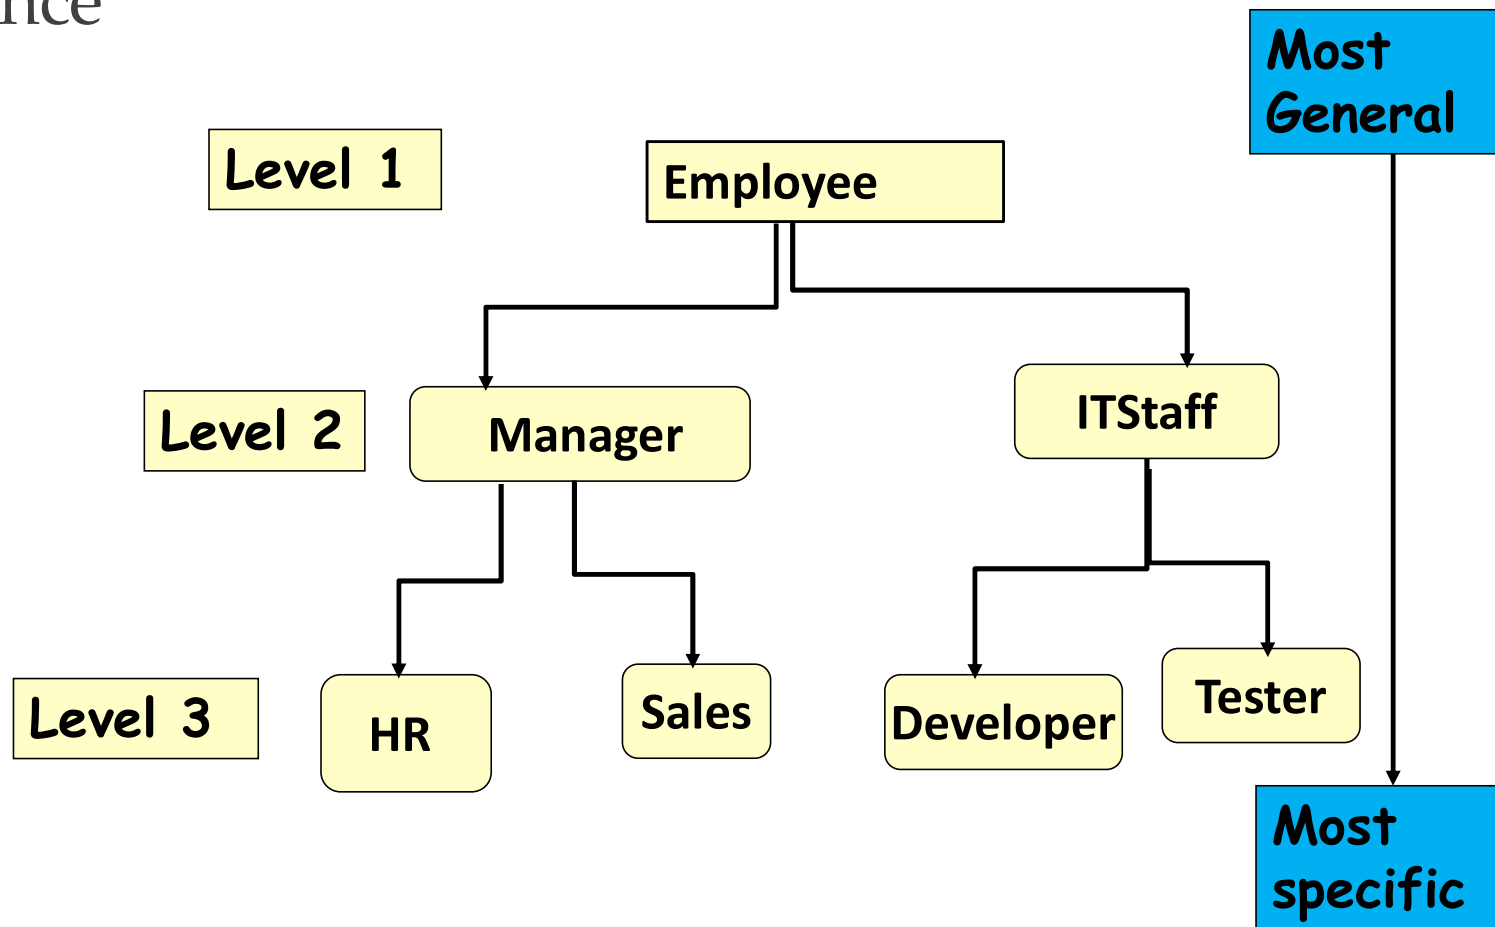 Most
General
Level 1
Employee
Level 2
Manager
ITStaff
Level 3
HR
Sales
Developer
Tester
Most
specific